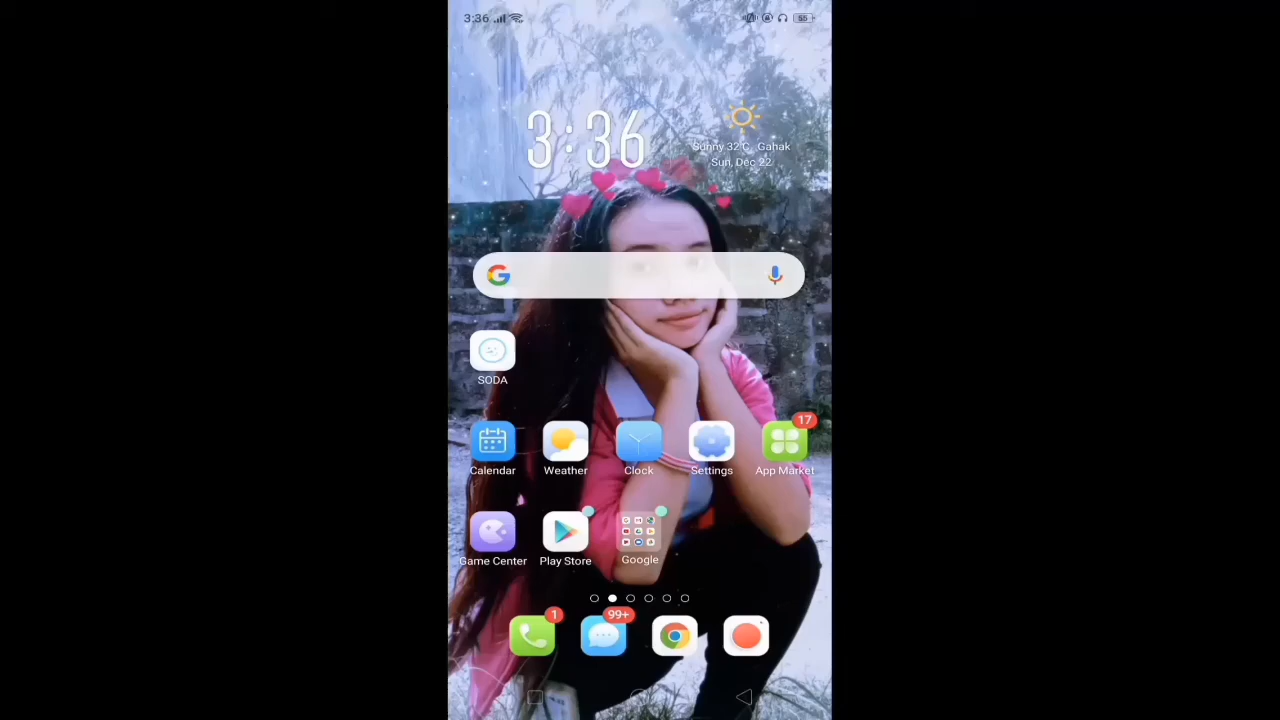 3:36
55
3:36
Sunny 32°C Gahak
Sun, Dec 22
SODA
17
Calendar
Weather
Clock
Settings
App Market
Game Center
Play Store
Google
1
99+